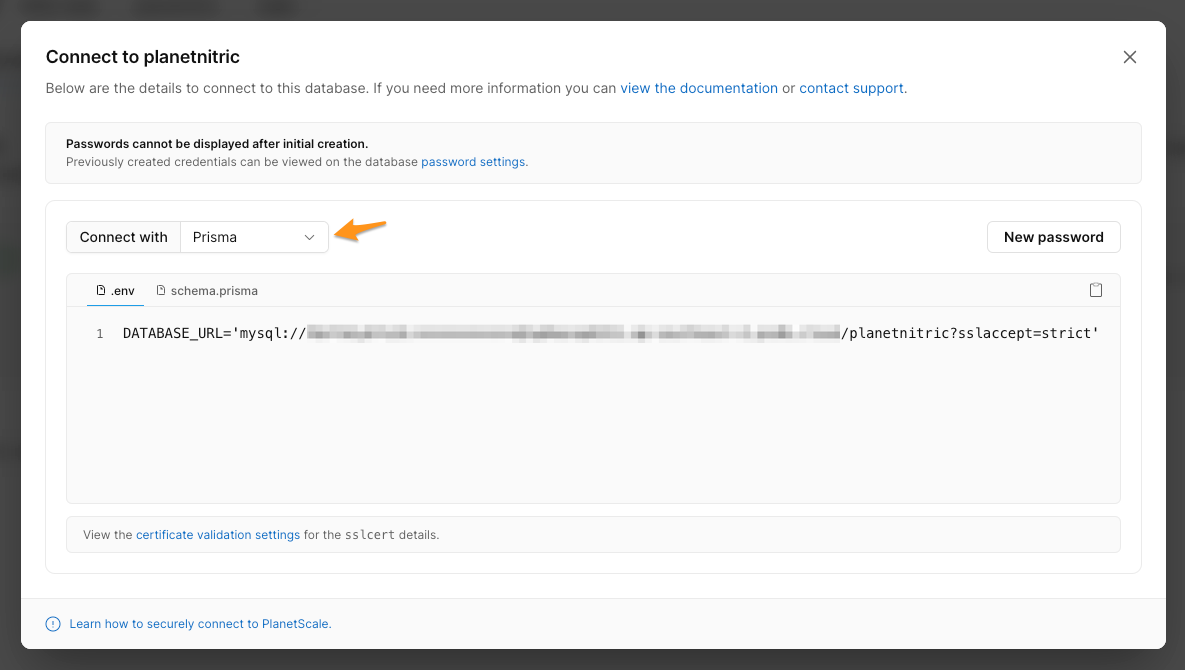 Connect to planetnitric
Below are the details to connect to this database. If you need more information you can view the documentation or contact support.
Passwords cannot be displayed after initial creation.
Previously created credentials can be viewed on the database password settings.
Connect with Prisma New password
.env schema.prisma
1 DATABASE_URL='mysql:// /planetnitric?sslaccept=strict'
View the certificate validation settings for the sslcert details.
Learn how to securely connect to PlanetScale.